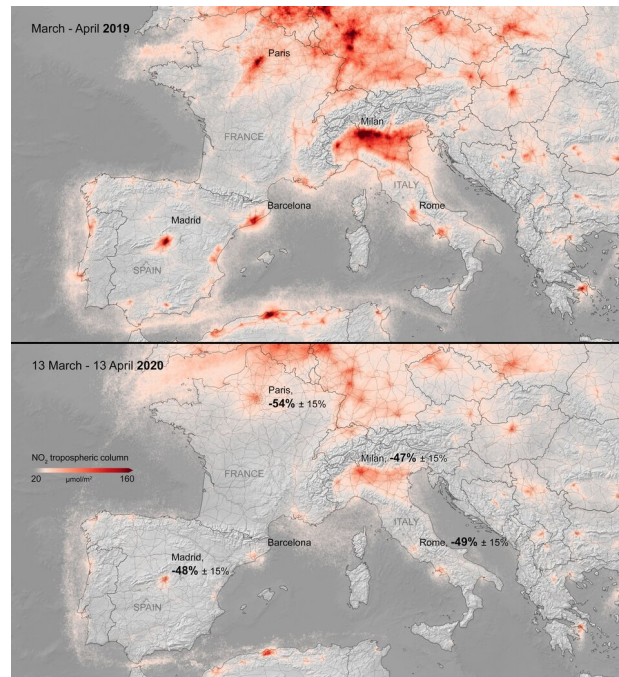 March - April 2019
Paris
Milan
FRANCE
ITALY
Barcelona
Rome
Madrid
SPAIN
13 March - 13 April 2020
Paris,
-54% ± 15%
NO₂ tropospheric column
20 µmol/m² 160
Milan, -47% ± 15%
FRANCE
ITALY
Barcelona
Rome, -49% ± 15%
Madrid,
-48% ± 15%
SPAIN